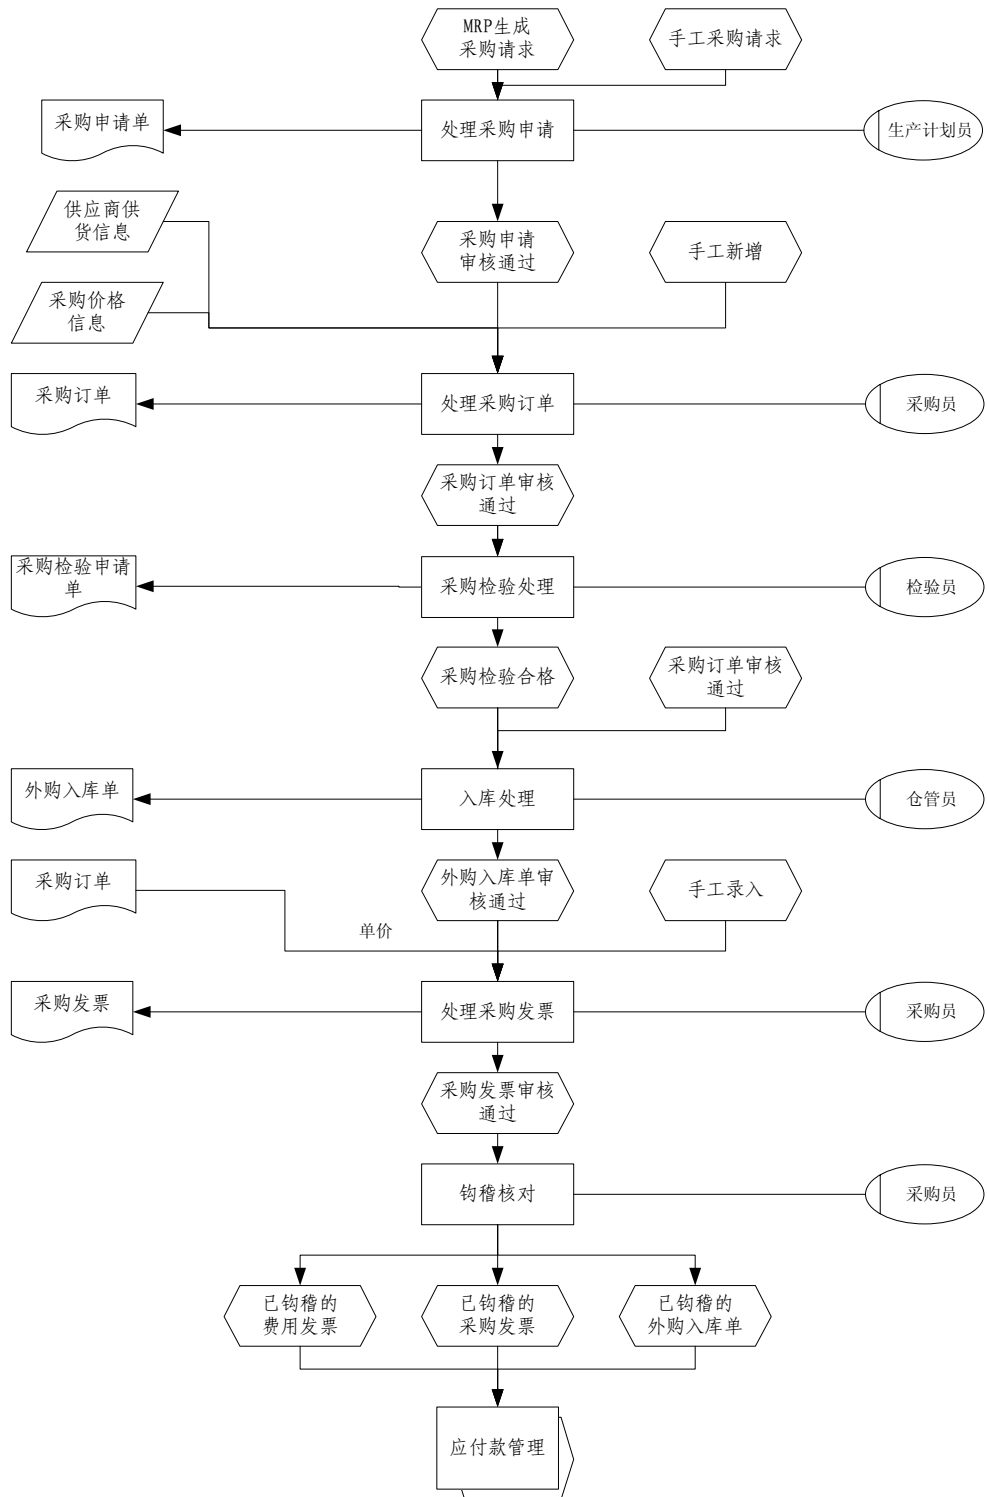 MRP生成
采购请求
手工采购请求
采购申请单
处理采购申请
生产计划员
供应商供
货信息
采购申请
审核通过
手工新增
采购价格
信息
采购订单
处理采购订单
采购员
采购订单审核
通过
采购检验申请
单
采购检验处理
检验员
采购检验合格
采购订单审核
通过
外购入库单
入库处理
仓管员
采购订单
外购入库单审
核通过
手工录入
单价
采购发票
处理采购发票
采购员
采购发票审核
通过
钩稽核对
采购员
已钩稽的
费用发票
已钩稽的
采购发票
已钩稽的
外购入库单
应付款管理